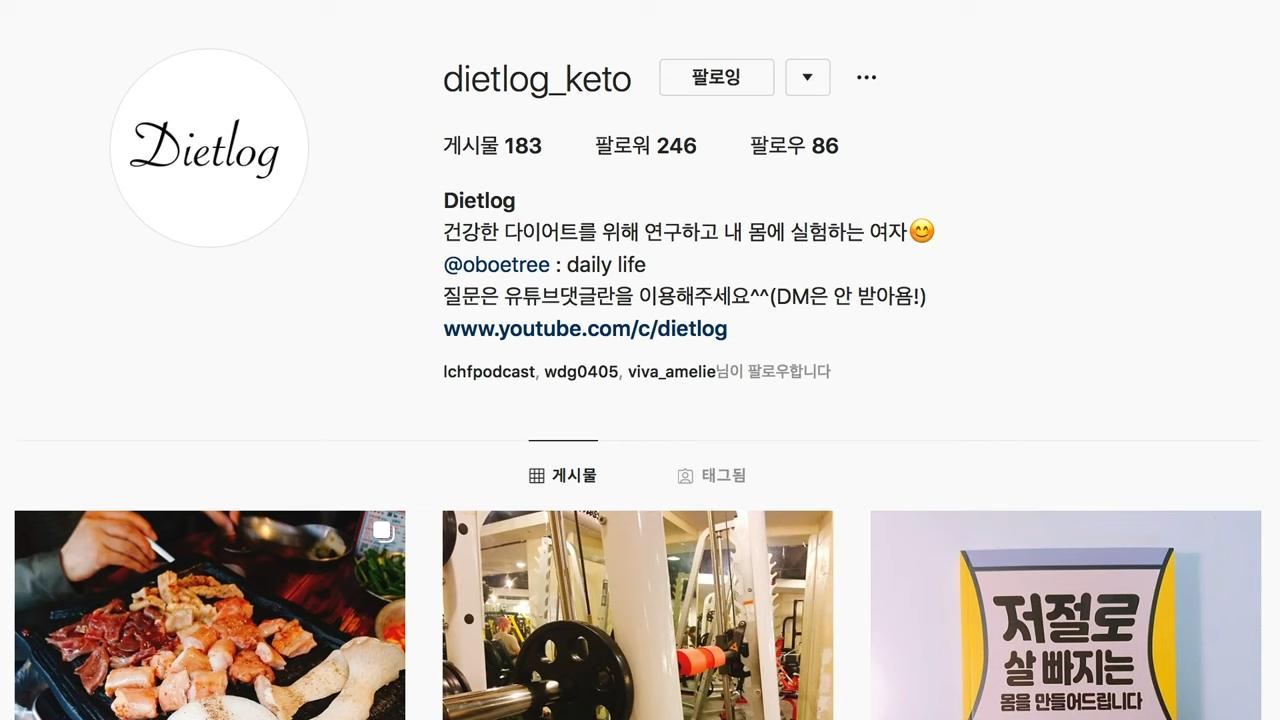 Dietlog
dietlog_keto 팔로잉
게시물 183 팔로워 246 팔로우 86
Dietlog
건강한 다이어트를 위해 연구하고 내 몸에 실험하는 여자😊
@oboetree : daily life
질문은 유튜브댓글란을 이용해주세요^^(DM은 안 받아욤!)
www.youtube.com/c/dietlog
lchfpodcast, wdg0405, viva_amelie님이 팔로우합니다
게시물 태그됨
저절로
살 빠지는
몸을 만들어드립니다